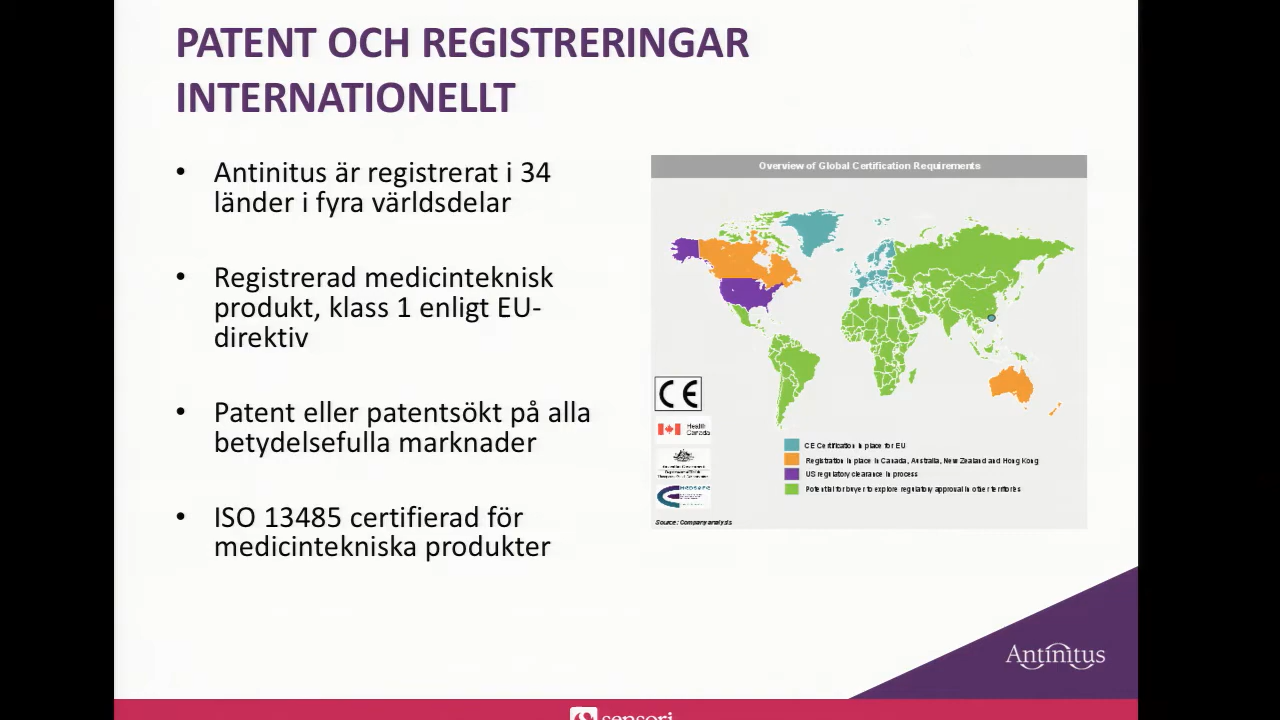 PATENT OCH REGISTRERINGAR
INTERNATIONELLT
• Antinitus är registrerat i 34
länder i fyra världsdelar
• Registrerad medicinteknisk
produkt, klass 1 enligt EU-
direktiv
• Patent eller patentsökt på alla
betydelsefulla marknader
• ISO 13485 certifierad för
medicintekniska produkter
Overview of Global Certification Requirements
CE
Health
Canada
MEDSAFE
CE Certification in place for EU
Registration in place in Canada, Australia, New Zealand and Hong Kong
US regulatory clearance in process
Potential for buyer to explore regulatory approval in other territories
Source: Company analysis
Antinitus
sensori